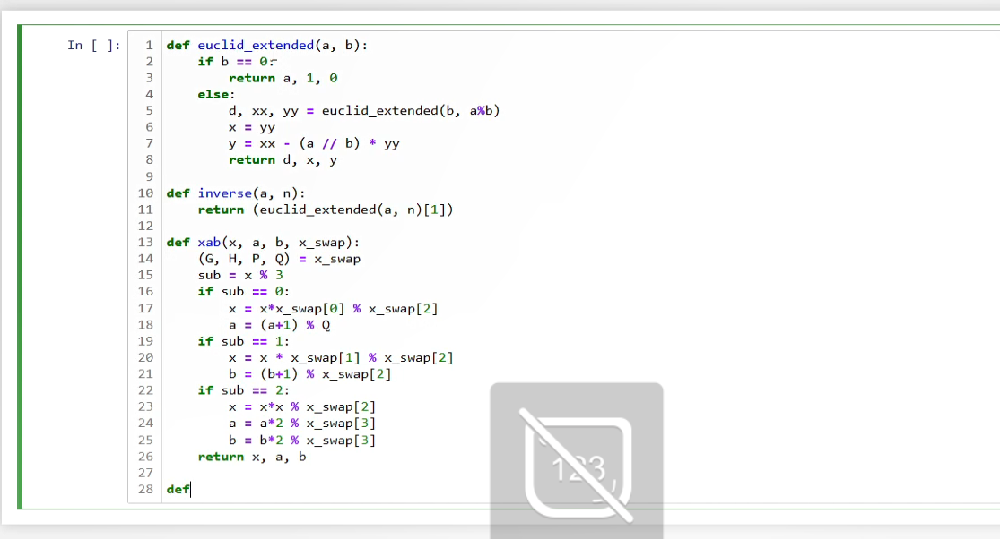 In [ ]:
1 def euclid_extended(a, b):
2 if b == 0:
3 return a, 1, 0
4 else:
5 d, xx, yy = euclid_extended(b, a%b)
6 x = yy
7 y = xx - (a // b) * yy
8 return d, x, y
9
10 def inverse(a, n):
11 return (euclid_extended(a, n)[1])
12
13 def xab(x, a, b, x_swap):
14 (G, H, P, Q) = x_swap
15 sub = x % 3
16 if sub == 0:
17 x = x*x_swap[0] % x_swap[2]
18 a = (a+1) % Q
19 if sub == 1:
20 x = x * x_swap[1] % x_swap[2]
21 b = (b+1) % x_swap[2]
22 if sub == 2:
23 x = x*x % x_swap[2]
24 a = a*2 % x_swap[3]
25 b = b*2 % x_swap[3]
26 return x, a, b
27
28 def
123